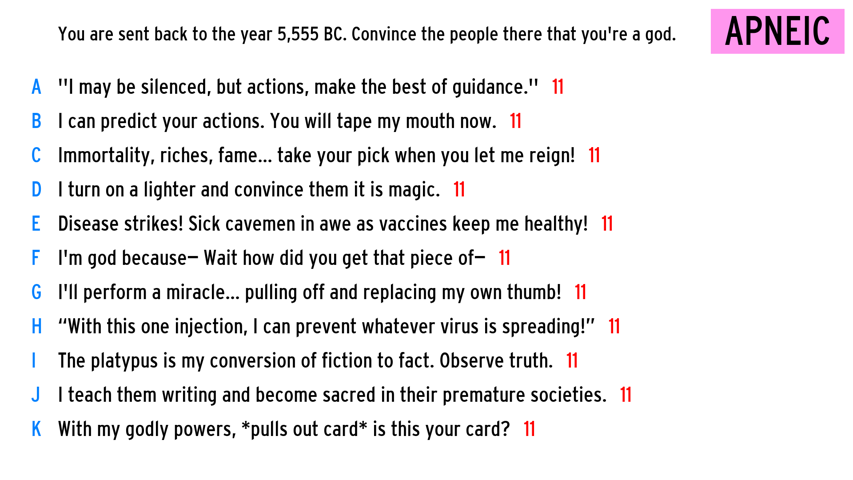 You are sent back to the year 5,555 BC. Convince the people there that you're a god.
APNEIC
A "I may be silenced, but actions, make the best of guidance." 11
B I can predict your actions. You will tape my mouth now. 11
C Immortality, riches, fame... take your pick when you let me reign! 11
D I turn on a lighter and convince them it is magic. 11
E Disease strikes! Sick cavemen in awe as vaccines keep me healthy! 11
F I'm god because— Wait how did you get that piece of— 11
G I'll perform a miracle... pulling off and replacing my own thumb! 11
H “With this one injection, I can prevent whatever virus is spreading!” 11
I The platypus is my conversion of fiction to fact. Observe truth. 11
J I teach them writing and become sacred in their premature societies. 11
K With my godly powers, *pulls out card* is this your card? 11